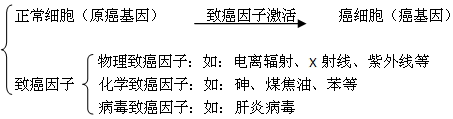 正常细胞（原癌基因） 致癌因子激活 癌细胞（癌基因）
物理致癌因子：如：电离辐射、x射线、紫外线等
致癌因子 化学致癌因子：如：砷、煤焦油、苯等
病毒致癌因子：如：肝炎病毒